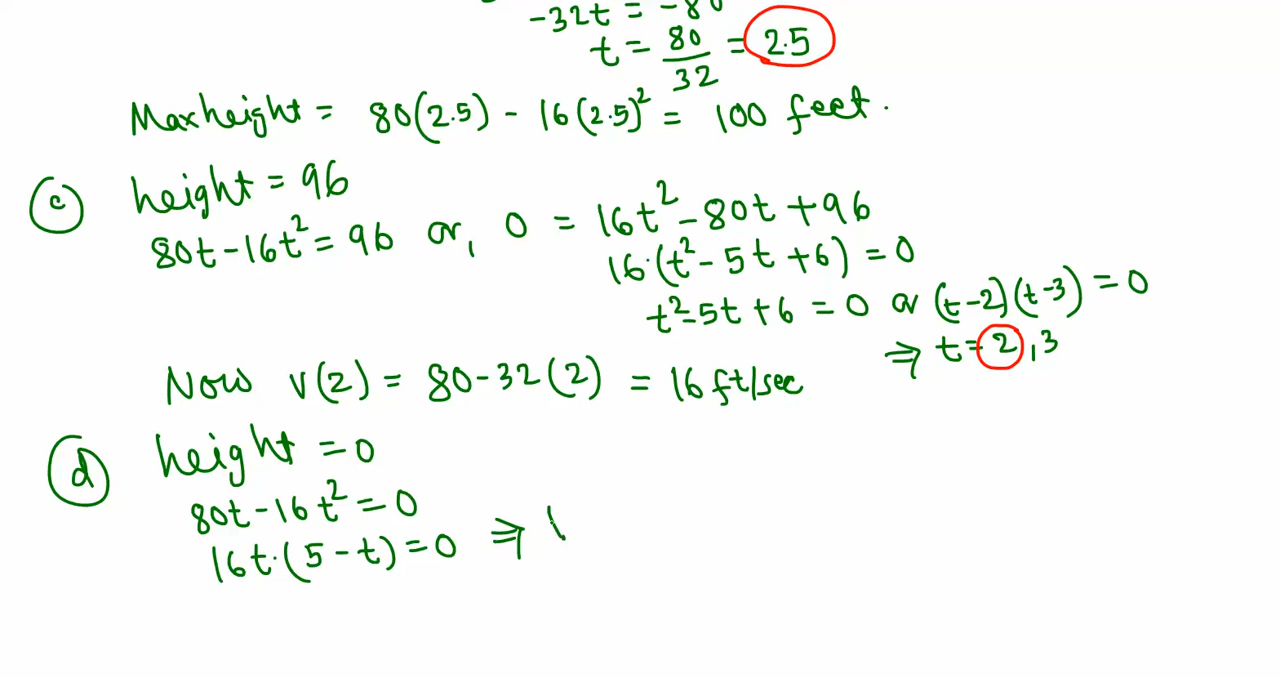 -32t = -80
t = 80/32 = 2.5
Max height = 80(2.5) - 16(2.5)² = 100 feet.
(c) height = 96
80t - 16t² = 96 or, 0 = 16t² - 80t + 96
16·(t² - 5t + 6) = 0
t² - 5t + 6 = 0 or (t-2)(t-3) = 0
⇒ t = 2, 3
Now v(2) = 80 - 32(2) = 16 ft/sec
(d) height = 0
80t - 16t² = 0
16t·(5 - t) = 0 ⇒